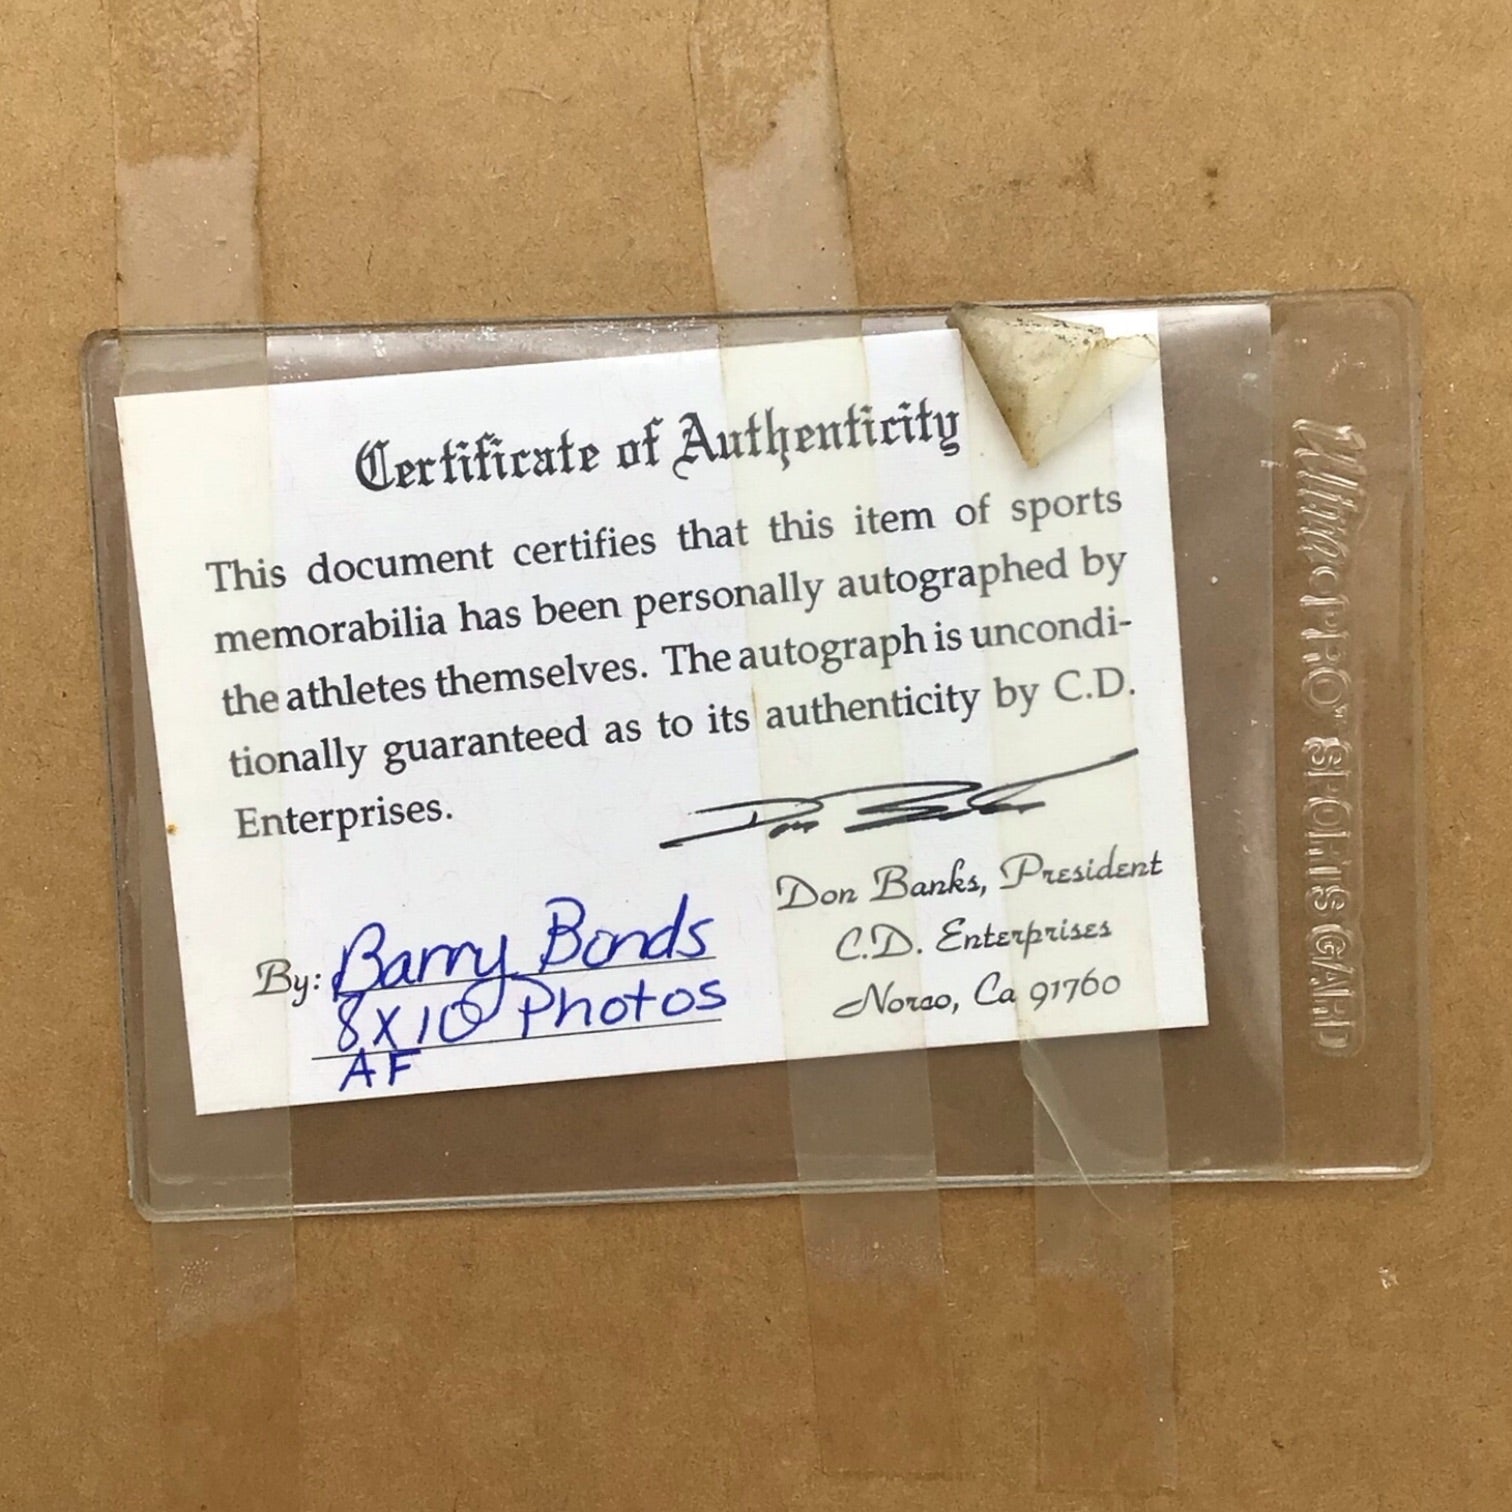 Certificate of Authenticity
This document certifies that this item of sports
memorabilia has been personally autographed by
the athletes themselves. The autograph is uncondi-
tionally guaranteed as to its authenticity by C.D.
Enterprises.
Don Banks, President
C.D. Enterprises
Norco, Ca 91760
By: Barry Bonds
8X10 Photos
AF
Ultra PRO SPORTS CARD